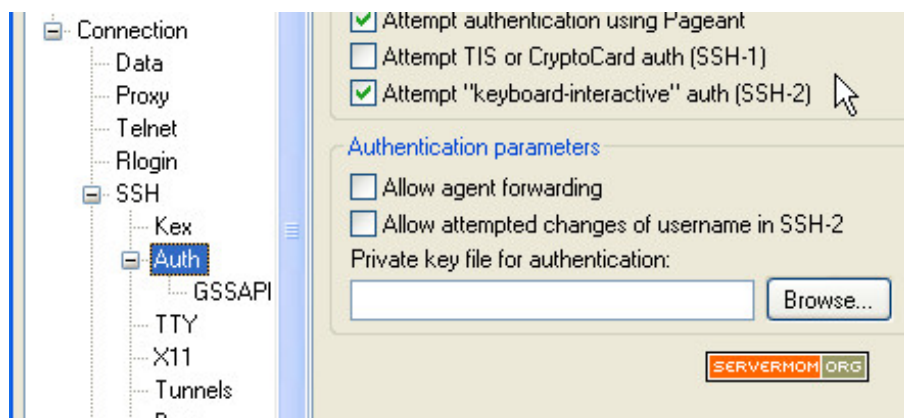 Connection
Data
Proxy
Telnet
Rlogin
SSH
Kex
Auth
GSSAPI
TTY
X11
Tunnels
Attempt authentication using Pageant
Attempt TIS or CryptoCard auth (SSH-1)
Attempt "keyboard-interactive" auth (SSH-2)
Authentication parameters
Allow agent forwarding
Allow attempted changes of username in SSH-2
Private key file for authentication:
Browse...
SERVERMOM ORG